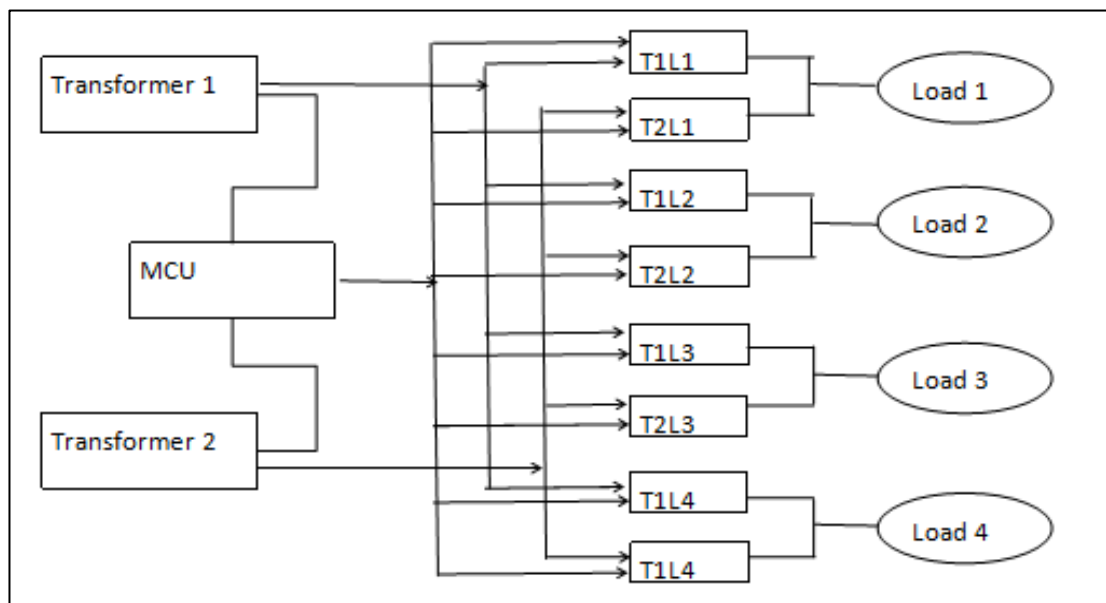 Transformer 1
MCU
Transformer 2
T1L1
T2L1
T1L2
T2L2
T1L3
T2L3
T1L4
T1L4
Load 1
Load 2
Load 3
Load 4